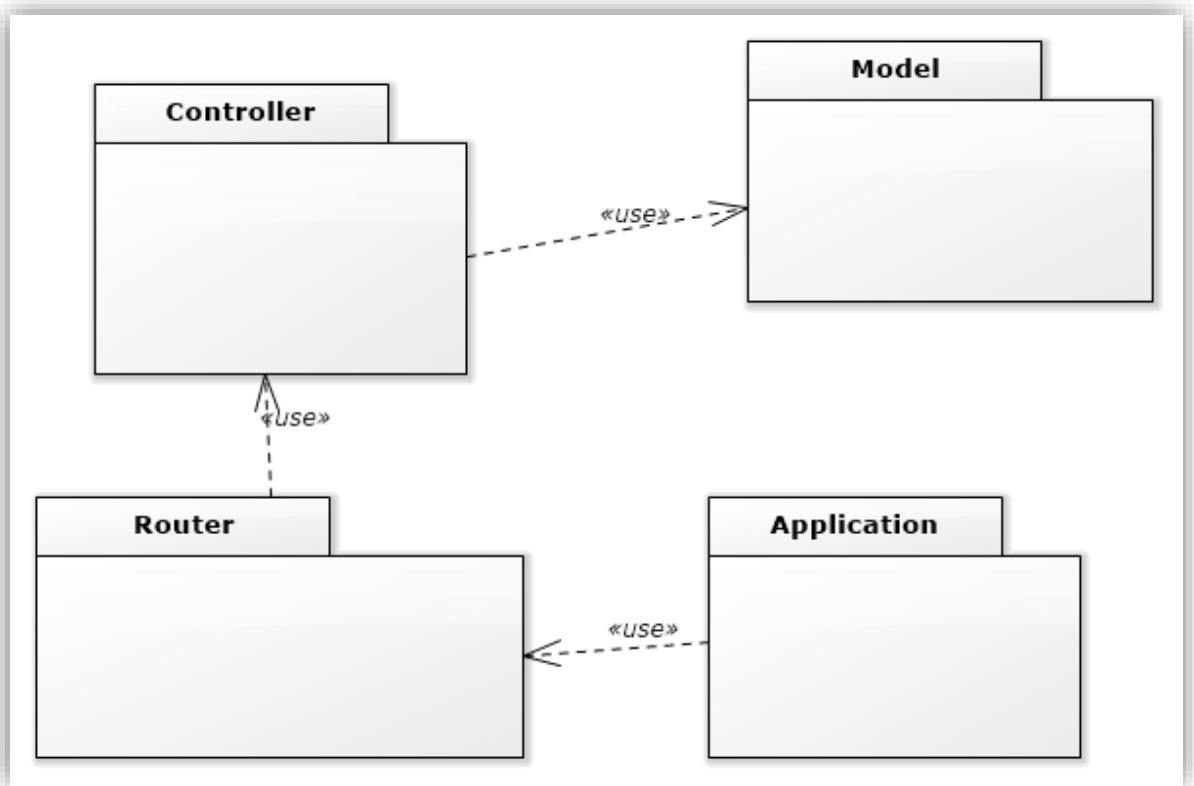 Model
Controller
«use»
«use»
Router
Application
«use»